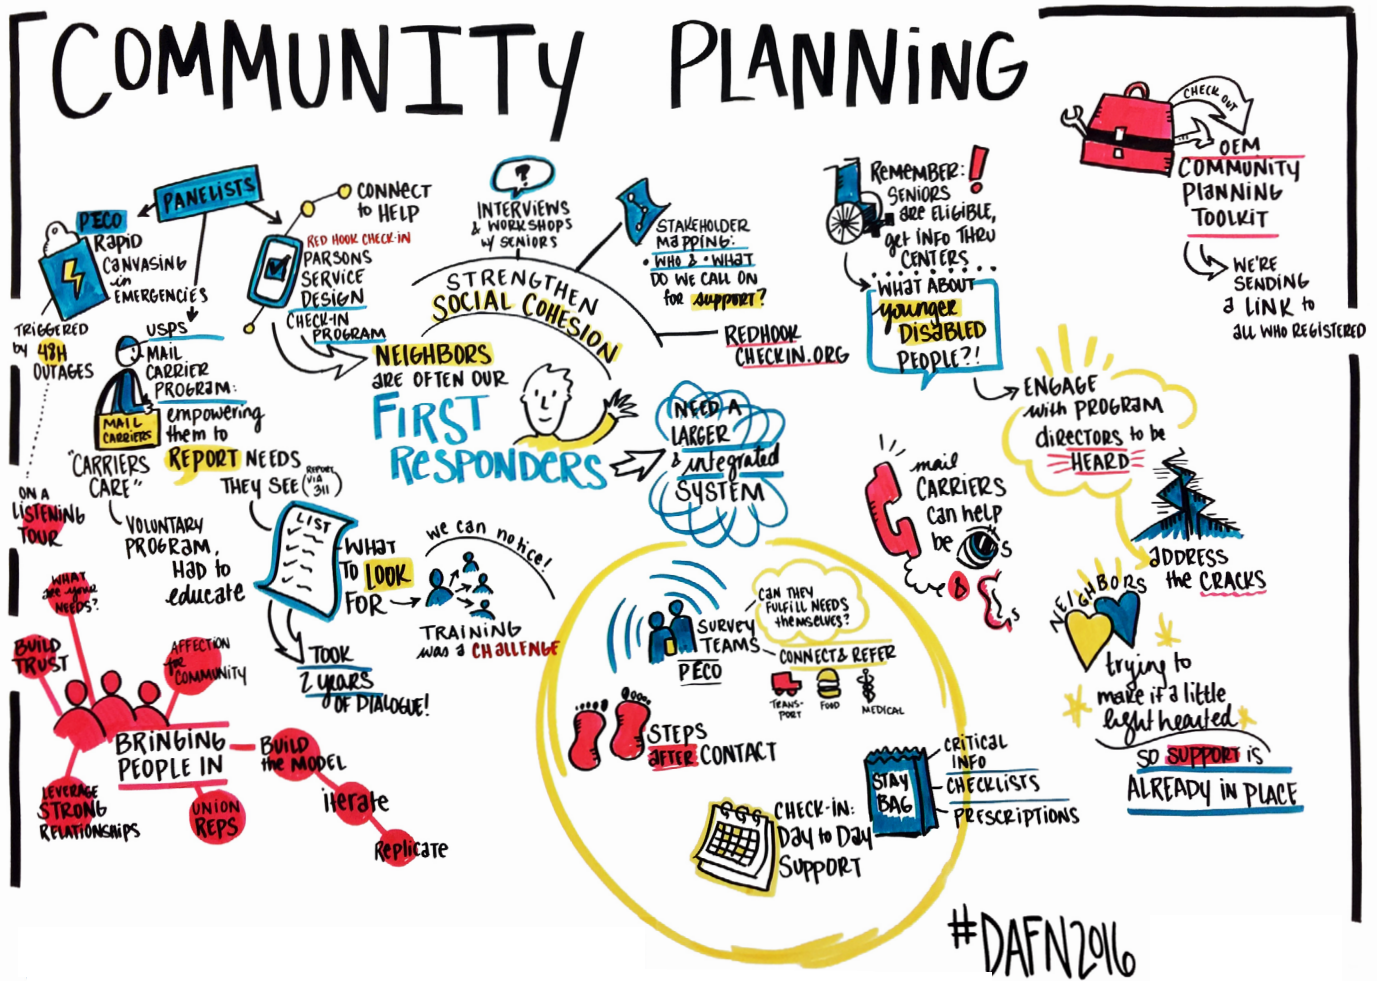 COMMUNITY PLANNING
CHECK OUT
OEM
COMMUNITY
PLANNING
TOOLKIT
WE'RE
SENDING
a LINK to
all WHO REGISTERED
PANELISTS
PECO
Rapid
CANVASING
in
EMERGENCIES
TRIGGERED
by 48H
OUTAGES
ON A
LISTENING
TOUR
USPS
MAIL
CARRIER
PROGRAM:
empowering
them to
REPORT NEEDS
THEY SEE (REPORT
VIA
311)
MAIL
CARRIERS
"CARRIERS
CARE"
VOLUNTARY
PROGRAM,
HAD to
educate
LIST
WHAT
TO LOOK
FOR
we can notice!
TRAINING
was a CHALLENGE
TOOK
2 years
OF DIALOGUE!
CONNECT
to HELP
RED HOOK CHECK-IN
PARSONS
SERVICE
DESIGN
CHECK-IN
PROGRAM
NEIGHBORS
ARE OFTEN OUR
FIRST
RESPONDERS
?
INTERVIEWS
& WORKSHOPS
w/ SENIORS
STRENGTHEN
SOCIAL COHESION
STAKEHOLDER
MAPPING:
• WHO & • WHAT
DO WE CALL ON
for support?
REDHOOK
CHECKIN.ORG
NEED A
LARGER
& integrated
SYSTEM
REMEMBER:
SENIORS
are ELIGIBLE,
get INFO THRU
CENTERS
WHAT ABOUT
younger
DISABLED
PEOPLE?!
ENGAGE
with PROGRAM
directors to be
HEARD
ADDRESS
the CRACKS
mail
CARRIERS
can help
be
s
&
s
NEIGHBORS
trying to
make if a little
light hearted
SO SUPPORT is
ALREADY IN PLACE
WHAT
are your
NEEDS?
BUILD
TRUST
AFFECTION
for
COMMUNITY
BRINGING
PEOPLE IN
LEVERAGE
STRONG
RELATIONSHIPS
UNION
REPS
BUILD
the MODEL
iterate
Replicate
SURVEY
TEAMS
PECO
CAN THEY
FULFILL NEEDS
themselves?
CONNECT & REFER
TRANS-
PORT
FOOD
MEDICAL
STEPS
AFTER CONTACT
CHECK-IN:
Day to Day
SUPPORT
STAY
BAG
CRITICAL
INFO
CHECKLISTS
PRESCRIPTIONS
#DAFN2016